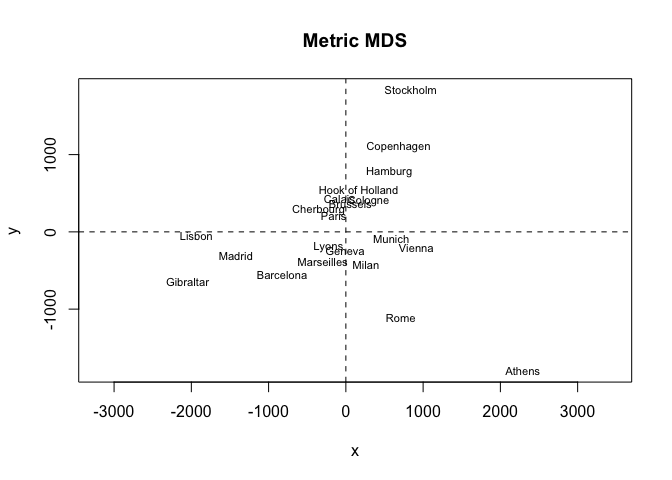 Metric MDS
Stockholm
Copenhagen
1000
Hamburg
Hook of Holland
Calais
Cologne
Brussels
Cherbourg
Paris
y
0
Lisbon
Munich
Lyons
Vienna
Geneva
Madrid
Marseilles
Milan
Barcelona
Gibraltar
-1000
Rome
Athens
-3000 -2000 -1000 0 1000 2000 3000
x